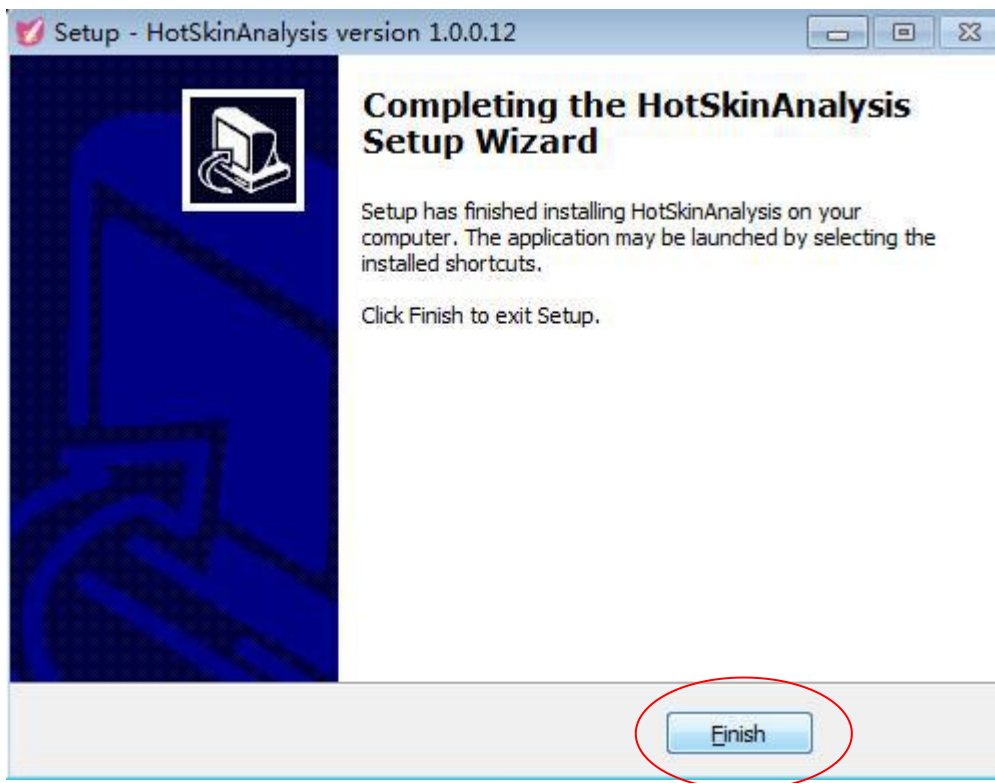 Setup - HotSkinAnalysis version 1.0.0.12
Completing the HotSkinAnalysis
Setup Wizard
Setup has finished installing HotSkinAnalysis on your
computer. The application may be launched by selecting the
installed shortcuts.
Click Finish to exit Setup.
Finish